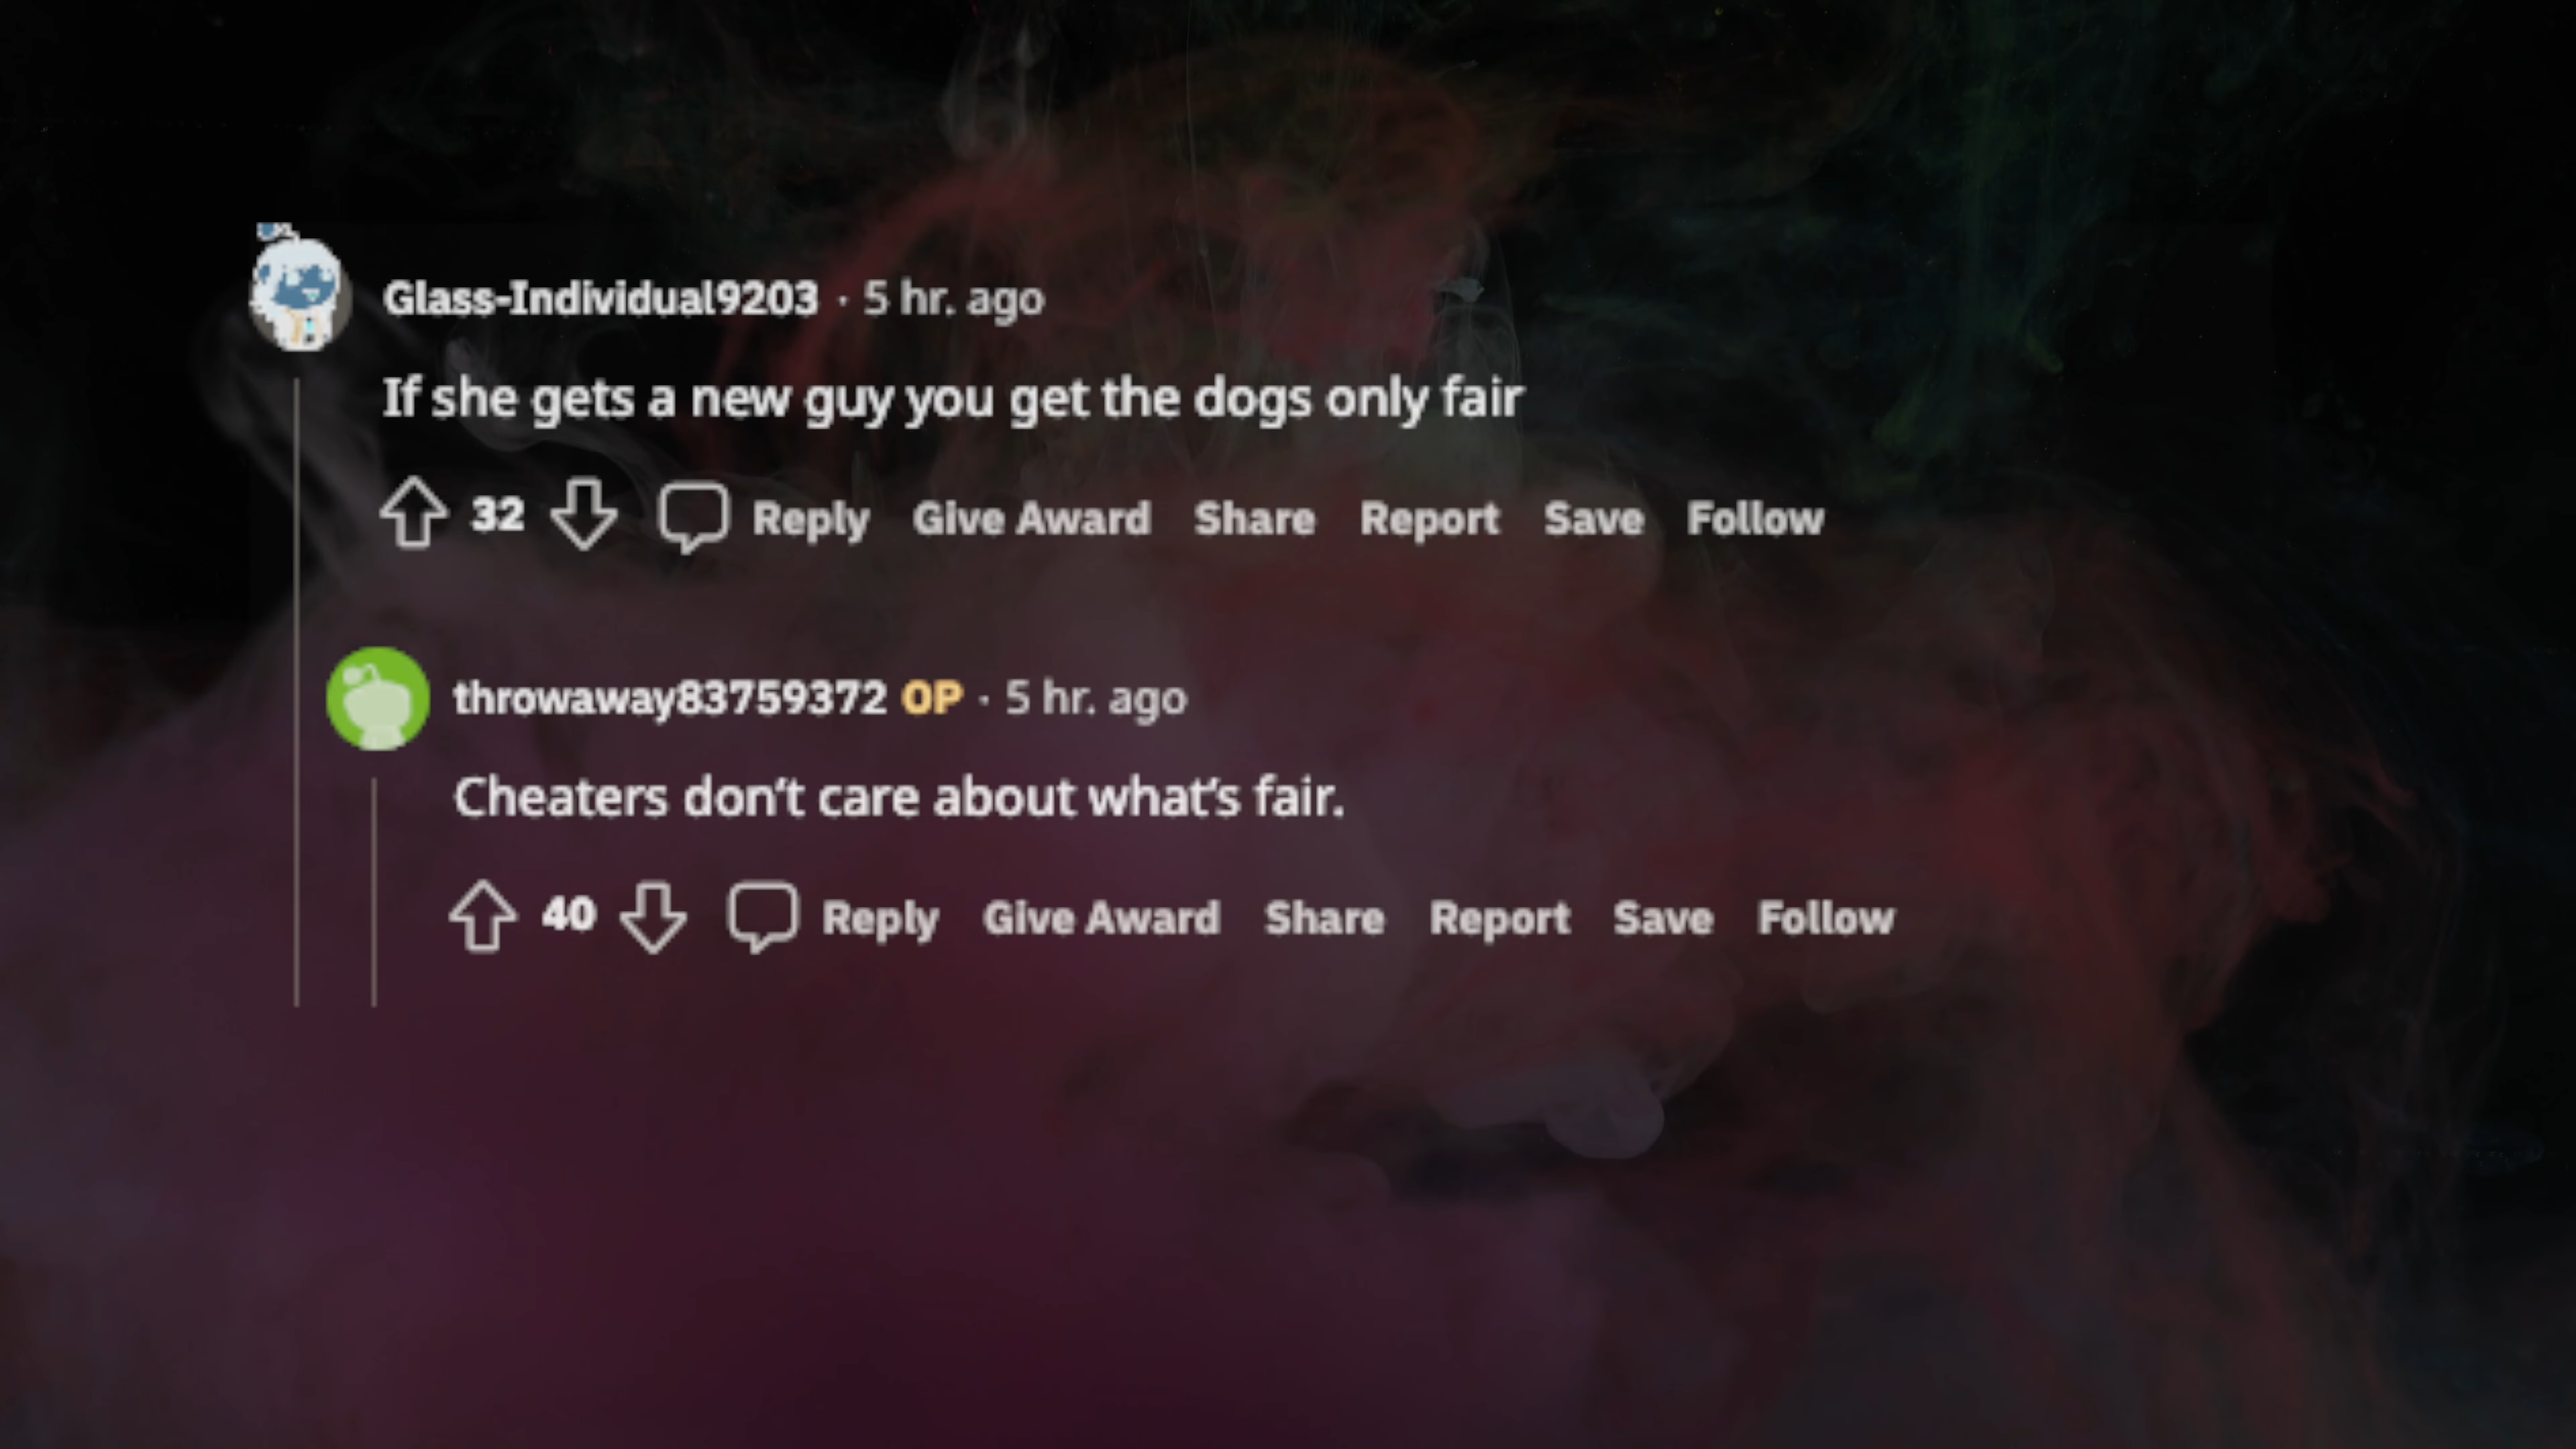 Glass-Individual9203 · 5 hr. ago
If she gets a new guy you get the dogs only fair
32 Reply Give Award Share Report Save Follow
throwaway83759372 OP · 5 hr. ago
Cheaters don't care about what's fair.
40 Reply Give Award Share Report Save Follow